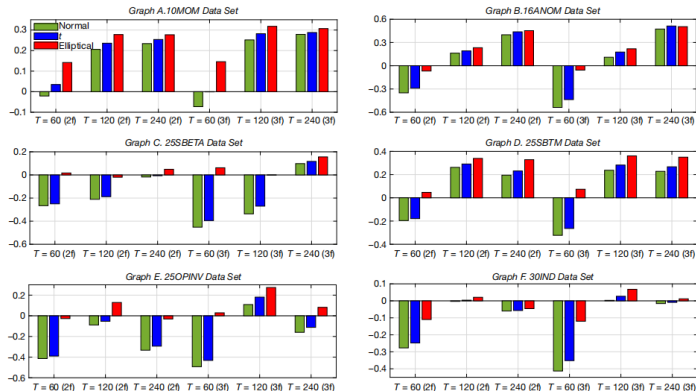 Graph A.10MOM Data Set
Normal
t
Elliptical
0.3
0.2
0.1
0
-0.1
T = 60 (2f) T = 120 (2f) T = 240 (2f) T = 60 (3f) T = 120 (3f) T = 240 (3f)
Graph B.16ANOM Data Set
0.6
0.3
0
-0.3
-0.6
T = 60 (2f) T = 120 (2f) T = 240 (2f) T = 60 (3f) T = 120 (3f) T = 240 (3f)
Graph C. 25SBETA Data Set
0.2
0
-0.2
-0.4
-0.6
T = 60 (2f) T = 120 (2f) T = 240 (2f) T = 60 (3f) T = 120 (3f) T = 240 (3f)
Graph D. 25SBTM Data Set
0.4
0.2
0
-0.2
-0.4
T = 60 (2f) T = 120 (2f) T = 240 (2f) T = 60 (3f) T = 120 (3f) T = 240 (3f)
Graph E. 25OPINV Data Set
0.2
0
-0.2
-0.4
-0.6
T = 60 (2f) T = 120 (2f) T = 240 (2f) T = 60 (3f) T = 120 (3f) T = 240 (3f)
Graph F. 30IND Data Set
0.1
0
-0.1
-0.2
-0.3
-0.4
T = 60 (2f) T = 120 (2f) T = 240 (2f) T = 60 (3f) T = 120 (3f) T = 240 (3f)